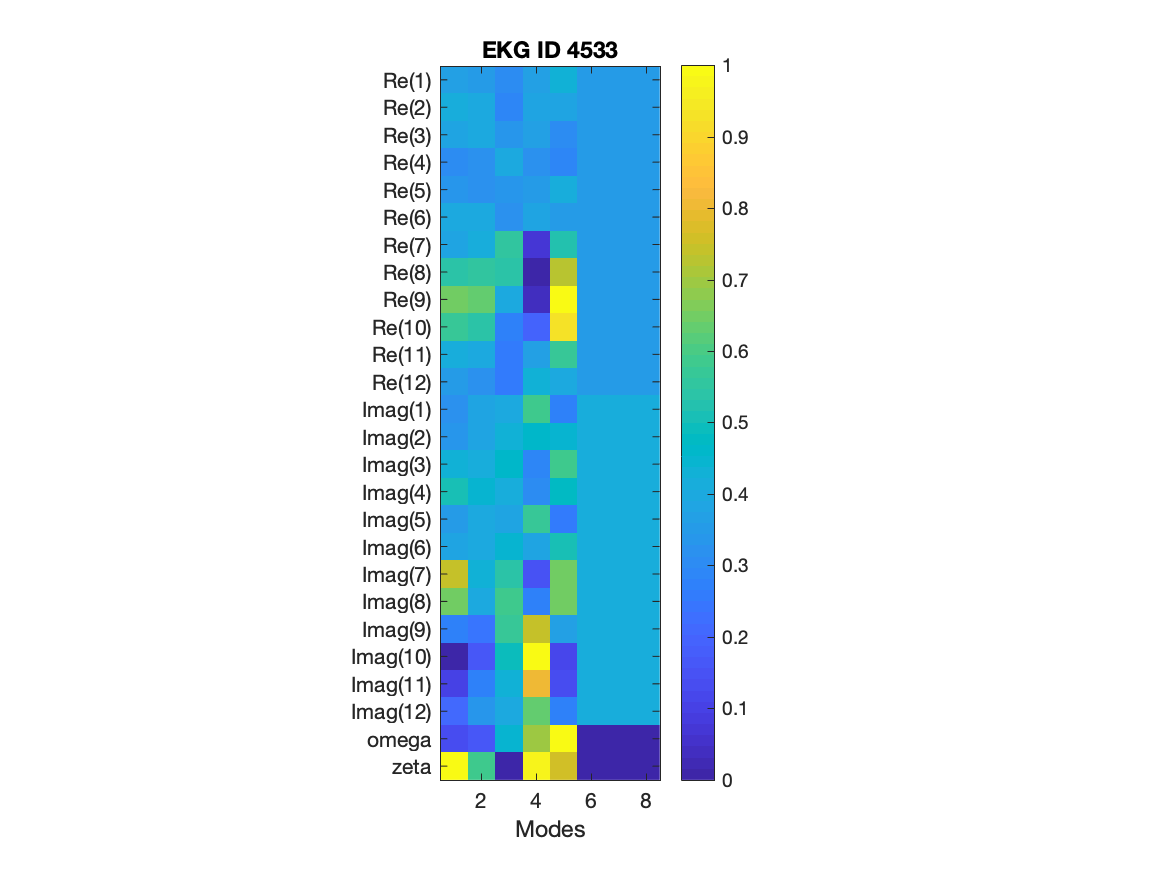 EKG ID 4533
Re(1)
Re(2)
Re(3)
Re(4)
Re(5)
Re(6)
Re(7)
Re(8)
Re(9)
Re(10)
Re(11)
Re(12)
Imag(1)
Imag(2)
Imag(3)
Imag(4)
Imag(5)
Imag(6)
Imag(7)
Imag(8)
Imag(9)
Imag(10)
Imag(11)
Imag(12)
omega
zeta
2 4 6 8
Modes
1
0.9
0.8
0.7
0.6
0.5
0.4
0.3
0.2
0.1
0